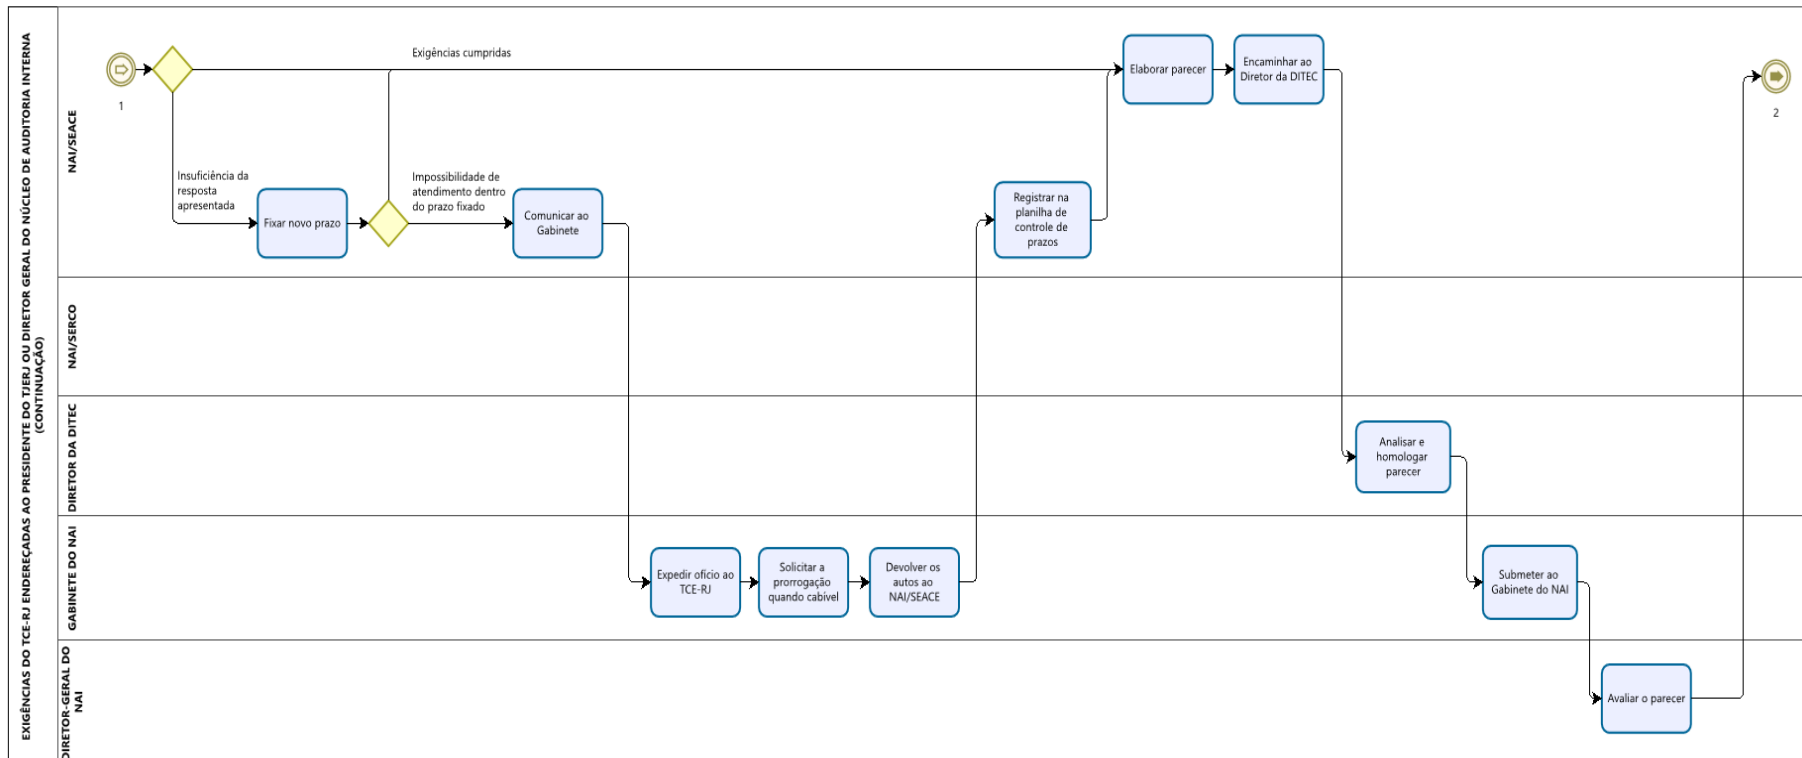 EXIGÊNCIAS DO TCE-RJ ENDEREÇADAS AO PRESIDENTE DO TJERJ OU DIRETOR GERAL DO NÚCLEO DE AUDITORIA INTERNA
(CONTINUAÇÃO)
NAI/SEACE
1
Exigências cumpridas
Insuficiência da
resposta
apresentada
Fixar novo prazo
Impossibilidade de
atendimento dentro
do prazo fixado
Comunicar ao
Gabinete
Registrar na
planilha de
controle de
prazos
Elaborar parecer
Encaminhar ao
Diretor da DITEC
2
NAI/SERCO
DIRETOR DA DITEC
Analisar e
homologar
parecer
GABINETE DO NAI
Expedir ofício ao
TCE-RJ
Solicitar a
prorrogação
quando cabível
Devolver os
autos ao
NAI/SEACE
Submeter ao
Gabinete do NAI
DIRETOR-GERAL DO
NAI
Avaliar o parecer